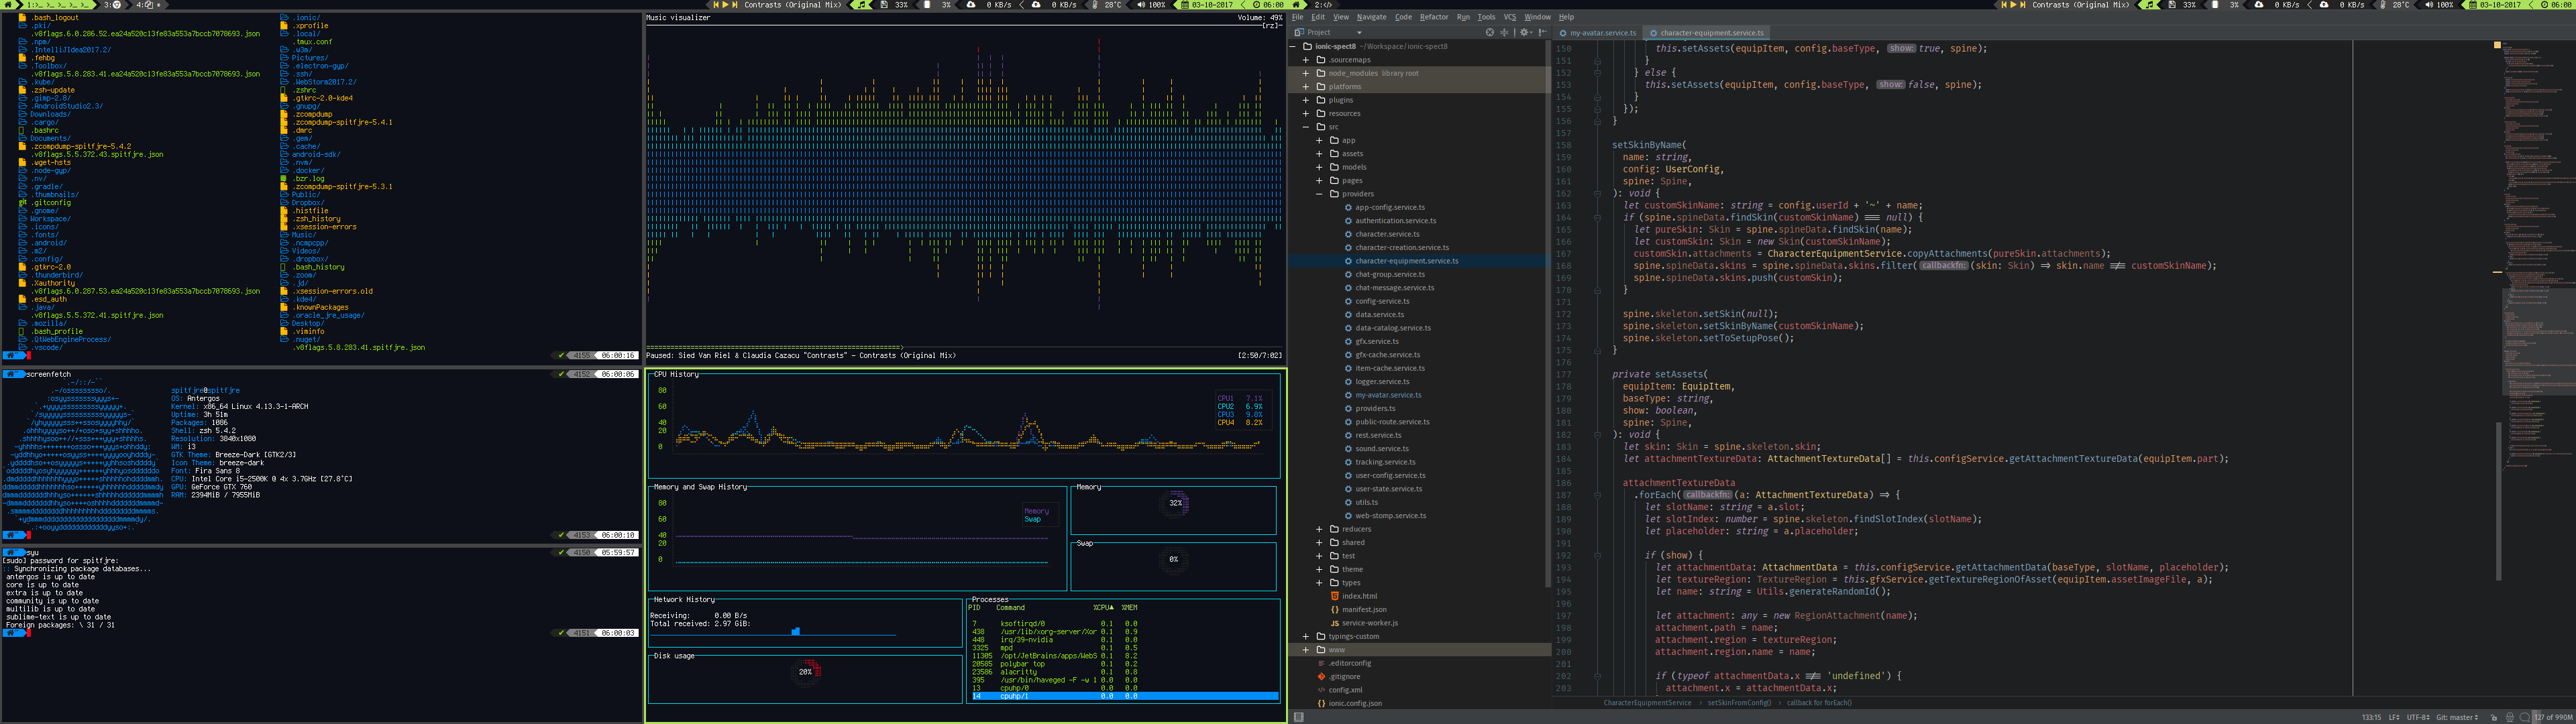 1:>_ >_ >_ >_ >_
3:
4:
Contrasts (Original Mix)
33%
3%
0 KB/s
0 KB/s
28°C
100%
03-10-2017
06:00
2:</>
Contrasts (Original Mix)
33%
3%
0 KB/s
0 KB/s
28°C
100%
03-10-2017
06:00
.bash_logout
.pki/
.v8flags.6.0.286.52.ea24a520c13fe83a553a7bccb7078693.json
.npm/
.IntelliJIdea2017.2/
.fehbg
.Toolbox/
.v8flags.5.8.283.41.ea24a520c13fe83a553a7bccb7078693.json
.kube/
.zsh-update
.gimp-2.8/
.AndroidStudio2.3/
Downloads/
.cargo/
.bashrc
Documents/
.zcompdump-spitfjre-5.4.2
.v8flags.5.5.372.43.spitfjre.json
.wget-hsts
.node-gyp/
.nv/
.gradle/
.thumbnails/
.gitconfig
.gnome/
Workspace/
.icons/
.fonts/
.android/
.m2/
.config/
.gtkrc-2.0
.thunderbird/
.Xauthority
.v8flags.6.0.287.53.ea24a520c13fe83a553a7bccb7078693.json
.esd_auth
.java/
.v8flags.5.5.372.41.spitfjre.json
.mozilla/
.bash_profile
.QtWebEngineProcess/
.vscode/
.ionic/
.xprofile
.local/
.tmux.conf
.w3m/
Pictures/
.electron-gyp/
.ssh/
.WebStorm2017.2/
.zshrc
.gtkrc-2.0-kde4
.gnupg/
.zcompdump
.zcompdump-spitfjre-5.4.1
.dmrc
.gem/
.cache/
android-sdk/
.nvm/
.docker/
.bzr.log
.zcompdump-spitfjre-5.3.1
Public/
Dropbox/
.histfile
.zsh_history
.xsession-errors
Music/
.ncmpcpp/
Videos/
.dropbox/
.bash_history
.zoom/
.jd/
.xsession-errors.old
.kde4/
.knownPackages
.oracle_jre_usage/
Desktop/
.viminfo
.nuget/
.v8flags.5.8.283.41.spitfjre.json
✔ 4155 06:00:16
screenfetch
✔ 4152 06:00:06
spitfjre@spitfjre
OS: Antergos
Kernel: x86_64 Linux 4.13.3-1-ARCH
Uptime: 3h 51m
Packages: 1086
Shell: zsh 5.4.2
Resolution: 3840x1080
WM: i3
GTK Theme: Breeze-Dark [GTK2/3]
Icon Theme: breeze-dark
Font: Fira Sans 8
CPU: Intel Core i5-2500K @ 4x 3.7GHz [27.8°C]
GPU: GeForce GTX 760
RAM: 2394MiB / 7955MiB
✔ 4153 06:00:10
syu
✔ 4150 05:59:57
[sudo] password for spitfjre:
:: Synchronizing package databases...
antergos is up to date
core is up to date
extra is up to date
community is up to date
multilib is up to date
sublime-text is up to date
Foreign packages: \ 31 / 31
✔ 4151 06:00:03
Music visualizer
Volume: 49%
[rz-]
Paused: Sied Van Riel & Claudia Cazacu "Contrasts" - Contrasts (Original Mix)
[2:50/7:02]
CPU History
80
60
40
20
0
CPU1 7.1%
CPU2 6.9%
CPU3 9.8%
CPU4 8.2%
Memory and Swap History
80
60
40
20
0
Memory
Swap
Memory
32%
Swap
0%
Network History
Receiving: 0.00 B/s
Total received: 2.97 GiB:
Disk usage
20%
Processes
PID Command %CPU▲ %MEM
7 ksoftirqd/0 0.1 0.0
438 /usr/lib/xorg-server/Xor 0.1 0.9
448 irq/39-nvidia 0.1 0.0
3325 mpd 0.1 0.5
11305 /opt/JetBrains/apps/WebS 0.1 8.2
20585 polybar top 0.1 0.2
23586 alacritty 0.1 0.8
395 /usr/bin/haveged -F -w 1 0.0 0.0
13 cpuhp/0 0.0 0.0
14 cpuhp/1 0.0 0.0
File Edit View Navigate Code Refactor Run Tools VCS Window Help
Project
ionic-spect8 ~/Workspace/ionic-spect8
.sourcemaps
node_modules library root
platforms
plugins
resources
src
app
assets
models
pages
providers
app-config.service.ts
authentication.service.ts
character.service.ts
character-creation.service.ts
character-equipment.service.ts
chat-group.service.ts
chat-message.service.ts
config-service.ts
data.service.ts
data-catalog.service.ts
gfx.service.ts
gfx-cache.service.ts
item-cache.service.ts
logger.service.ts
my-avatar.service.ts
providers.ts
public-route.service.ts
rest.service.ts
sound.service.ts
tracking.service.ts
user-config.service.ts
user-state.service.ts
utils.ts
web-stomp.service.ts
reducers
shared
test
theme
types
index.html
manifest.json
service-worker.js
typings-custom
www
.editorconfig
.gitignore
config.xml
ionic.config.json
my-avatar.service.ts
character-equipment.service.ts
150 this.setAssets(equipItem, config.baseType, show: true, spine);
151 }
152 } else {
153 this.setAssets(equipItem, config.baseType, show: false, spine);
154 }
155 });
156 }
157
158 setSkinByName(
159 name: string,
160 config: UserConfig,
161 spine: Spine,
162 ): void {
163 let customSkinName: string = config.userId + '~' + name;
164 if (spine.spineData.findSkin(customSkinName) === null) {
165 let pureSkin: Skin = spine.spineData.findSkin(name);
166 let customSkin: Skin = new Skin(customSkinName);
167 customSkin.attachments = CharacterEquipmentService.copyAttachments(pureSkin.attachments);
168 spine.spineData.skins = spine.spineData.skins.filter( callbackfn: (skin: Skin) => skin.name !== customSkinName);
169 spine.spineData.skins.push(customSkin);
170 }
171
172 spine.skeleton.setSkin(null);
173 spine.skeleton.setSkinByName(customSkinName);
174 spine.skeleton.setToSetupPose();
175 }
176
177 private setAssets(
178 equipItem: EquipItem,
179 baseType: string,
180 show: boolean,
181 spine: Spine,
182 ): void {
183 let skin: Skin = spine.skeleton.skin;
184 let attachmentTextureData: AttachmentTextureData[] = this.configService.getAttachmentTextureData(equipItem.part);
185
186 attachmentTextureData
187 .forEach( callbackfn: (a: AttachmentTextureData) => {
188 let slotName: string = a.slot;
189 let slotIndex: number = spine.skeleton.findSlotIndex(slotName);
190 let placeholder: string = a.placeholder;
191
192 if (show) {
193 let attachmentData: AttachmentData = this.configService.getAttachmentData(baseType, slotName, placeholder);
194 let textureRegion: TextureRegion = this.gfxService.getTextureRegionOfAsset(equipItem.assetImageFile, a);
195 let name: string = Utils.generateRandomId();
196
197 let attachment: any = new RegionAttachment(name);
198 attachment.path = name;
199 attachment.region = textureRegion;
200 attachment.region.name = name;
201
202 if (typeof attachmentData.x !== 'undefined') {
203 attachment.x = attachmentData.x;
CharacterEquipmentService › setSkinFromConfig() › callback for forEach()
133:15 LF÷ UTF-8÷ Git: master÷ 127 of 990M